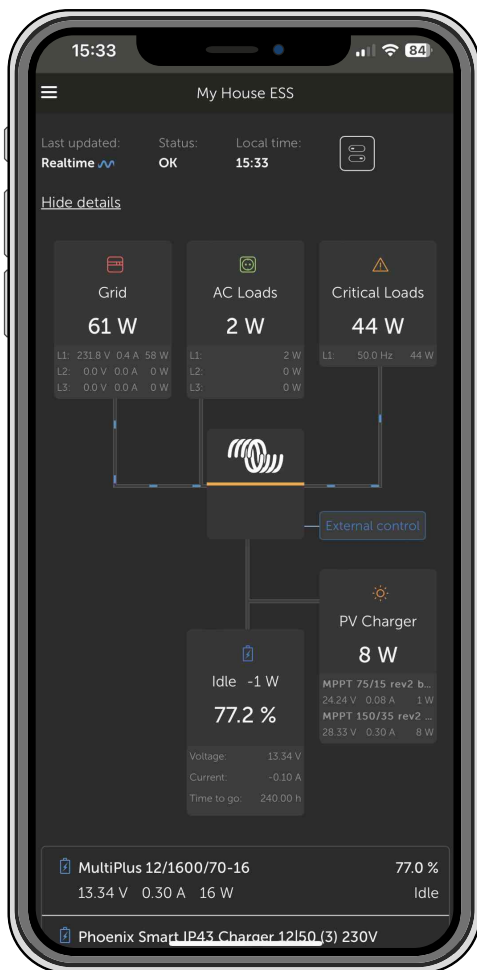 15:33 84
My House ESS
Last updated: Status: Local time:
Realtime OK 15:33
Hide details
Grid
61 W
L1: 231.8 V 0.4 A 58 W
L2: 0.0 V 0.0 A 0 W
L3: 0.0 V 0.0 A 0 W
AC Loads
2 W
L1: 2 W
L2: 0 W
L3: 0 W
Critical Loads
44 W
L1: 50.0 Hz 44 W
External control
PV Charger
8 W
MPPT 75/15 rev2 b...
24.24 V 0.08 A 1 W
MPPT 150/35 rev2 ...
28.33 V 0.30 A 8 W
Idle -1 W
77.2 %
Voltage: 13.34 V
Current: -0.10 A
Time to go: 240.00 h
MultiPlus 12/1600/70-16 77.0 %
13.34 V 0.30 A 16 W Idle
Phoenix Smart IP43 Charger 12|50 (3) 230V